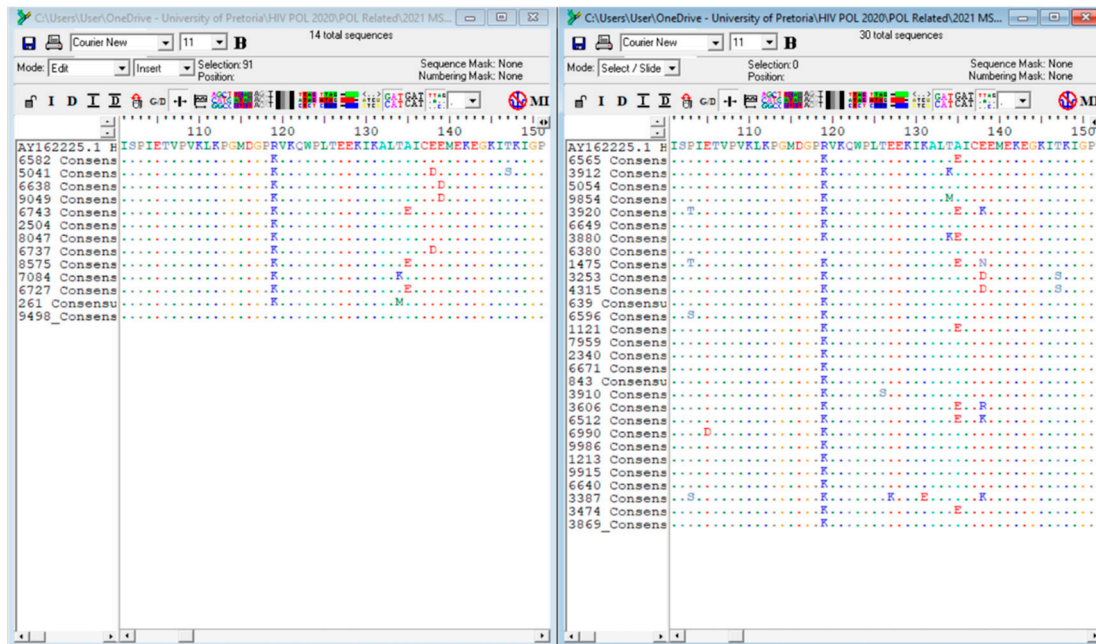 C:\Users\User\OneDrive - University of Pretoria\HIV POL 2020\POL Related\2021 MS...
Courier New 11 B 14 total sequences
Mode: Edit Insert Selection: 91 Position: Sequence Mask: None Numbering Mask: None
I D I D G/D MI
110 120 130 140 150
AY162225.1 H ISPIETVPVKLKPGMDGPRVKQWPLTEEKIKALTAICEEMEKEGKITKIGP
6582 Consens K
5041 Consens K D S
6638 Consens K D
9049 Consens K D
6743 Consens K E
2504 Consens K
8047 Consens K
6737 Consens K D
8575 Consens K E
7084 Consens K K
6727 Consens K E
261 Consensu K M
9498_Consens
C:\Users\User\OneDrive - University of Pretoria\HIV POL 2020\POL Related\2021 MS...
Courier New 11 B 30 total sequences
Mode: Select / Slide Selection: 0 Position: Sequence Mask: None Numbering Mask: None
I D I D G/D MI
110 120 130 140 150
AY162225.1 H ISPIETVPVKLKPGMDGPRVKQWPLTEEKIKALTAICEEMEKEGKITKIGP
6565 Consens K E
3912 Consens K K
5054 Consens K
9854 Consens K M
3920 Consens T K E K
6649 Consens K
3880 Consens K K E
6380 Consens K
1475 Consens T K E N
3253 Consens K D S
4315 Consens K D S
639 Consensu K
6596 Consens S K
1121 Consens K E
7959 Consens K
2340 Consens K
6671 Consens K
843 Consensu K
3910 Consens K S
3606 Consens K E R
6512 Consens K E K
6990 Consens D K
9986 Consens K
1213 Consens K
9915 Consens K
6640 Consens K
3387 Consens S K K E K
3474 Consens K E
3869_Consens K